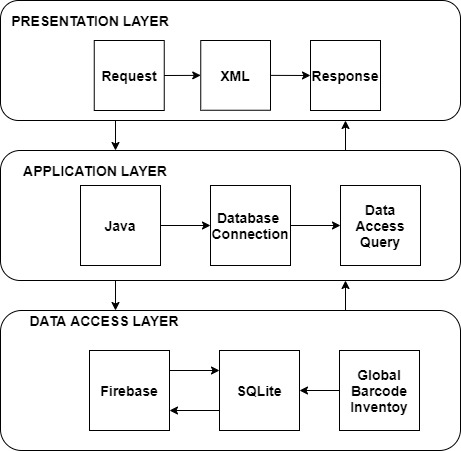 PRESENTATION LAYER
Request
XML
Response
APPLICATION LAYER
Java
Database
Connection
Data
Access
Query
DATA ACCESS LAYER
Firebase
SQLite
Global
Barcode
Inventoy